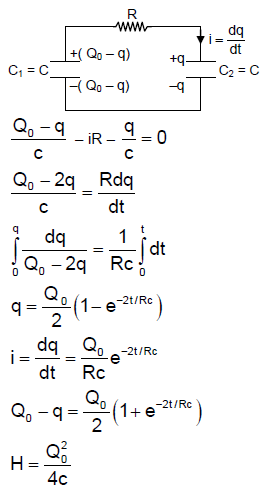 R
i = dq/dt
+( Q₀ – q)
+q
C₁ = C
C₂ = C
–( Q₀ – q)
–q
(Q₀ – q)/c – iR – q/c = 0
(Q₀ – 2q)/c = Rdq/dt
∫₀^q dq/(Q₀ – 2q) = 1/Rc ∫₀^t dt
q = Q₀/2 (1 – e^(–2t/Rc))
i = dq/dt = Q₀/Rc e^(–2t/Rc)
Q₀ – q = Q₀/2 (1 + e^(–2t/Rc))
H = Q₀²/4c